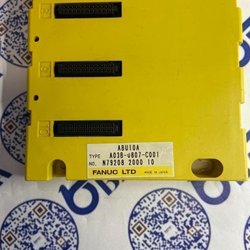 ABU10A
TYPE A03B-0807-C001
NO. N79208 2000 10
FANUC LTD MADE IN JAPAN